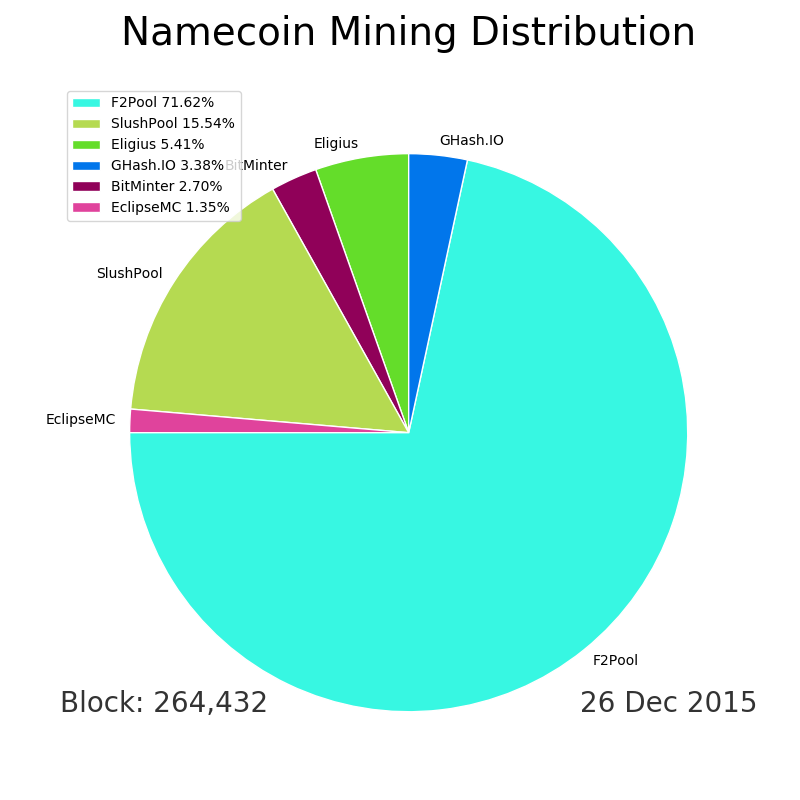 Namecoin Mining Distribution
F2Pool 71.62%
SlushPool 15.54%
Eligius 5.41%
GHash.IO 3.38%
BitMinter 2.70%
EclipseMC 1.35%
GHash.IO
Eligius
BitMinter
SlushPool
EclipseMC
F2Pool
Block: 264,432
26 Dec 2015